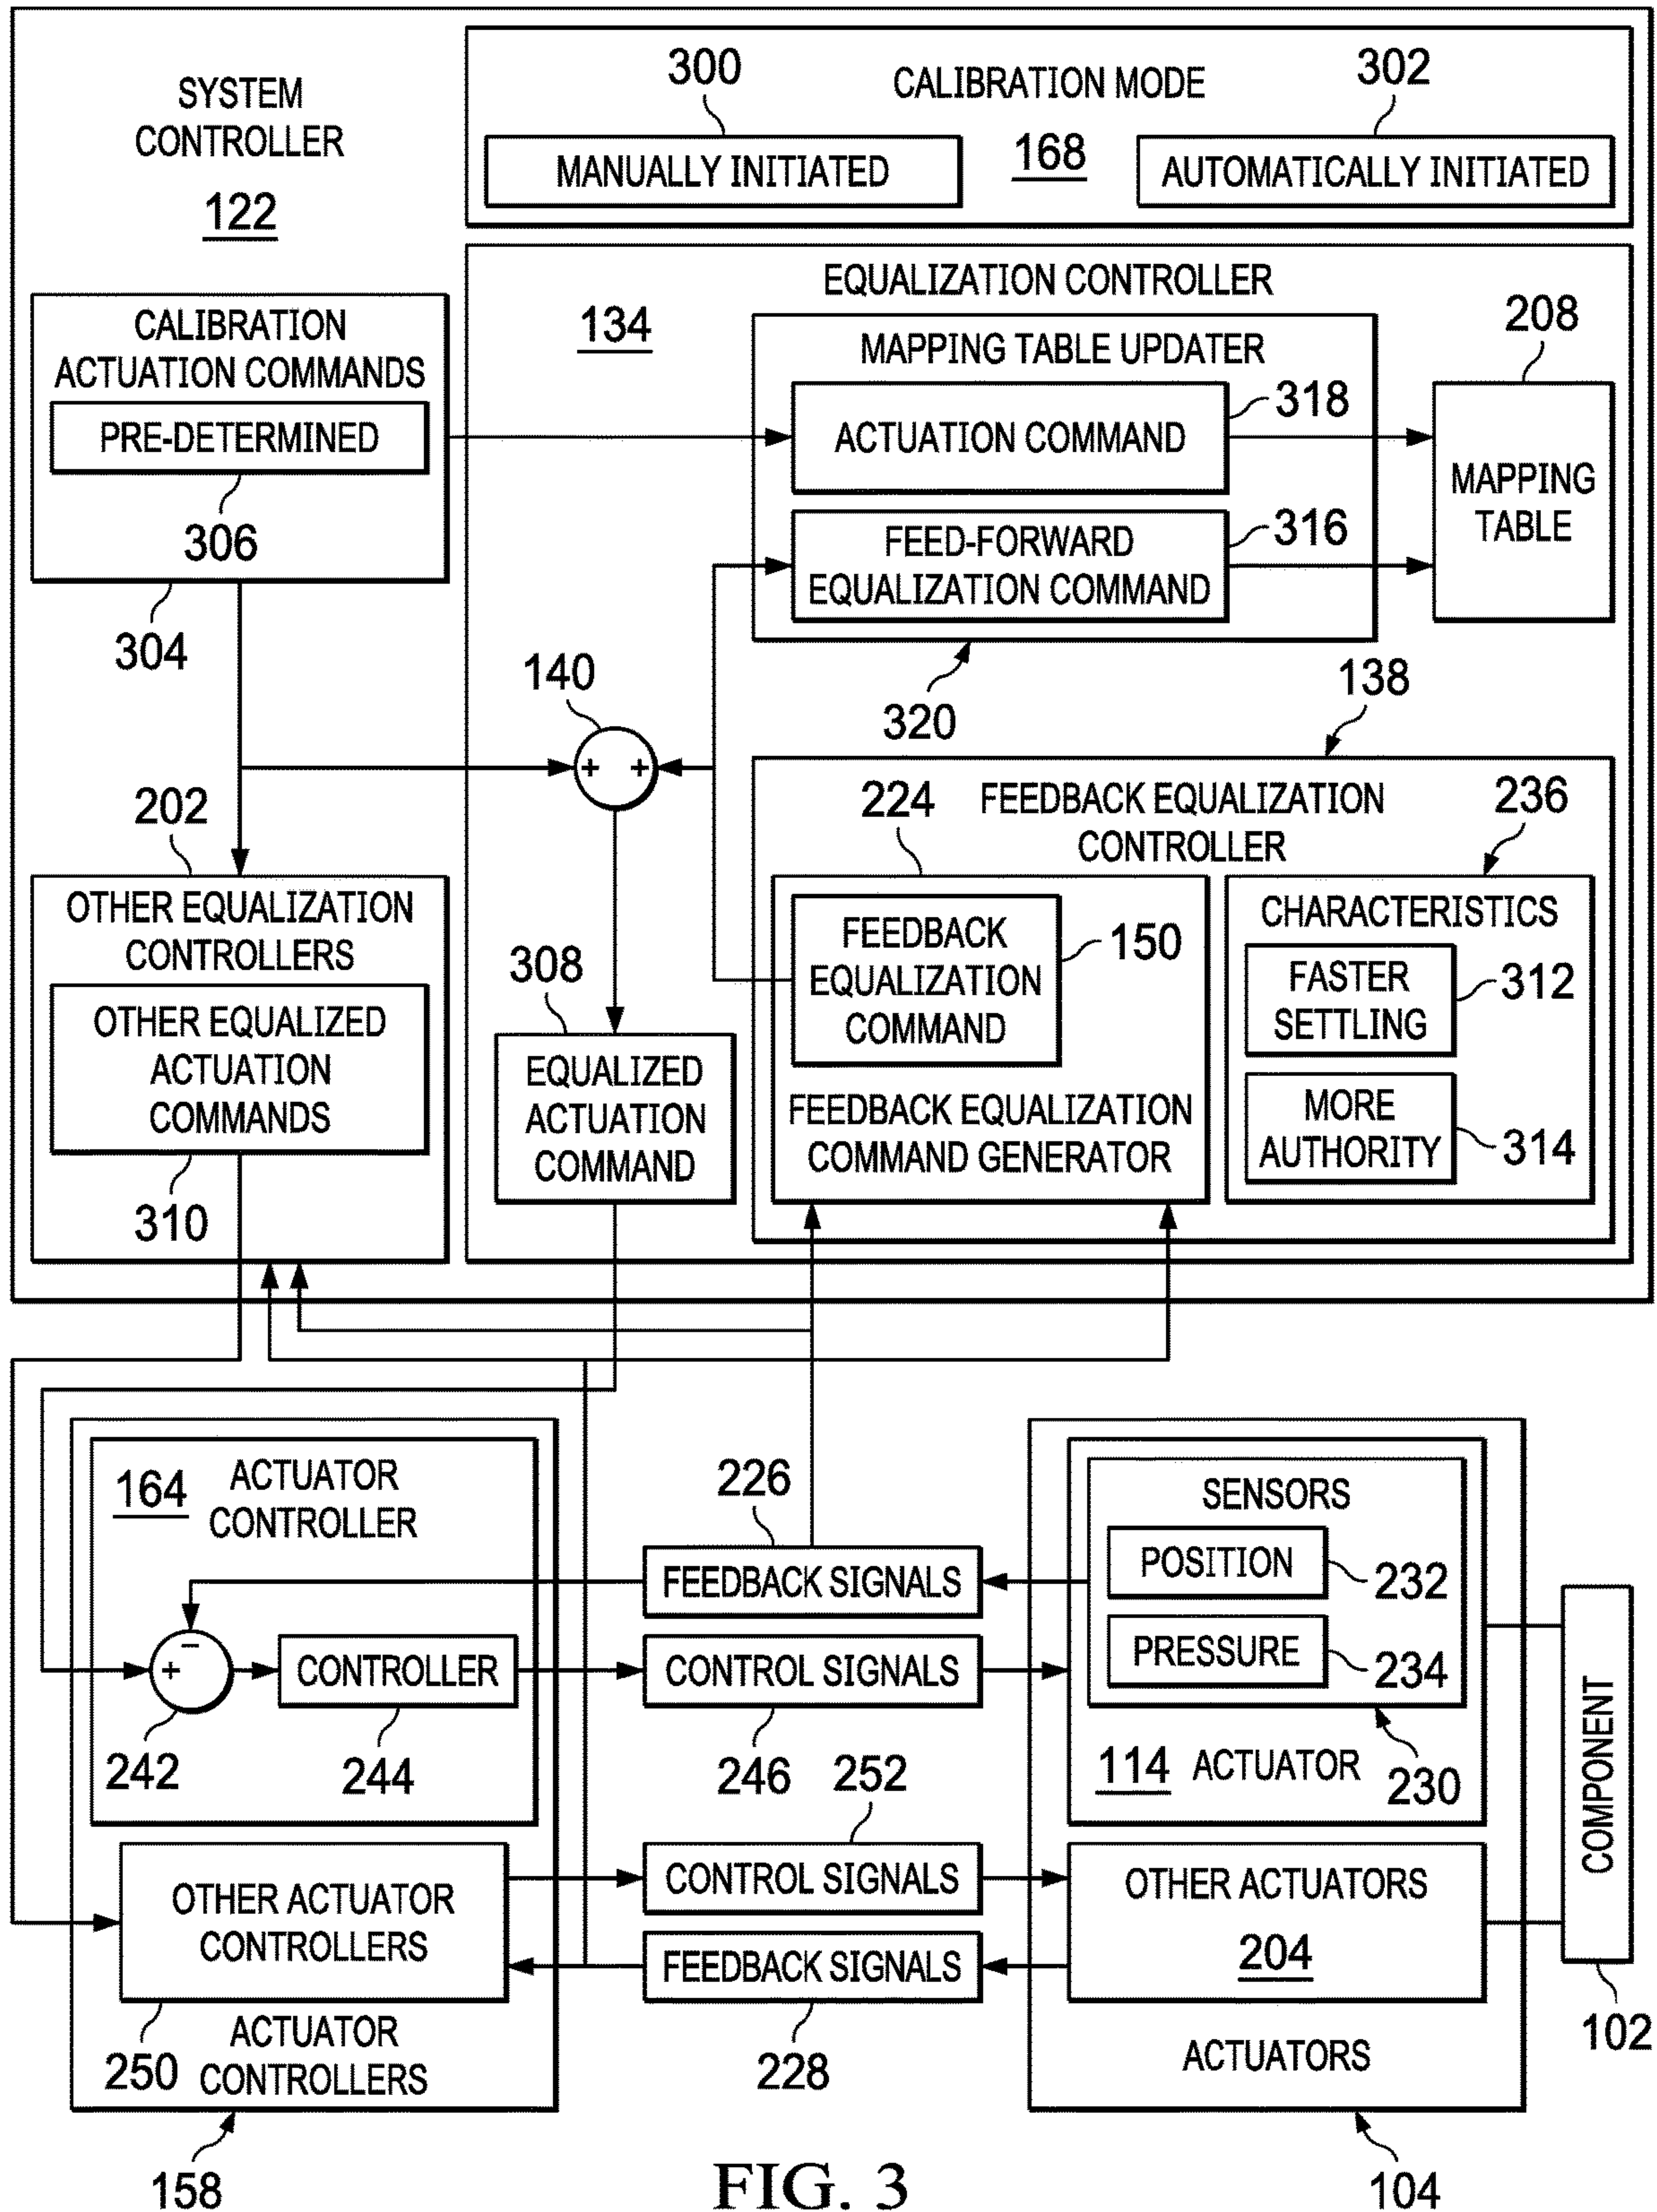 SYSTEM
CONTROLLER
122
300
CALIBRATION MODE
302
MANUALLY INITIATED
168
AUTOMATICALLY INITIATED
CALIBRATION
ACTUATION COMMANDS
PRE-DETERMINED
306
304
EQUALIZATION CONTROLLER
134
MAPPING TABLE UPDATER
ACTUATION COMMAND
318
FEED-FORWARD
EQUALIZATION COMMAND
316
320
208
MAPPING
TABLE
140
+ +
138
202
OTHER EQUALIZATION
CONTROLLERS
OTHER EQUALIZED
ACTUATION
COMMANDS
310
308
EQUALIZED
ACTUATION
COMMAND
FEEDBACK EQUALIZATION
CONTROLLER
224
FEEDBACK
EQUALIZATION
COMMAND
150
FEEDBACK EQUALIZATION
COMMAND GENERATOR
236
CHARACTERISTICS
FASTER
SETTLING
312
MORE
AUTHORITY
314
164
ACTUATOR
CONTROLLER
−
+
242
CONTROLLER
244
226
FEEDBACK SIGNALS
CONTROL SIGNALS
246
252
CONTROL SIGNALS
FEEDBACK SIGNALS
228
OTHER ACTUATOR
CONTROLLERS
250
ACTUATOR
CONTROLLERS
158
SENSORS
POSITION
232
PRESSURE
234
114
ACTUATOR
230
OTHER ACTUATORS
204
ACTUATORS
104
COMPONENT
102
FIG. 3